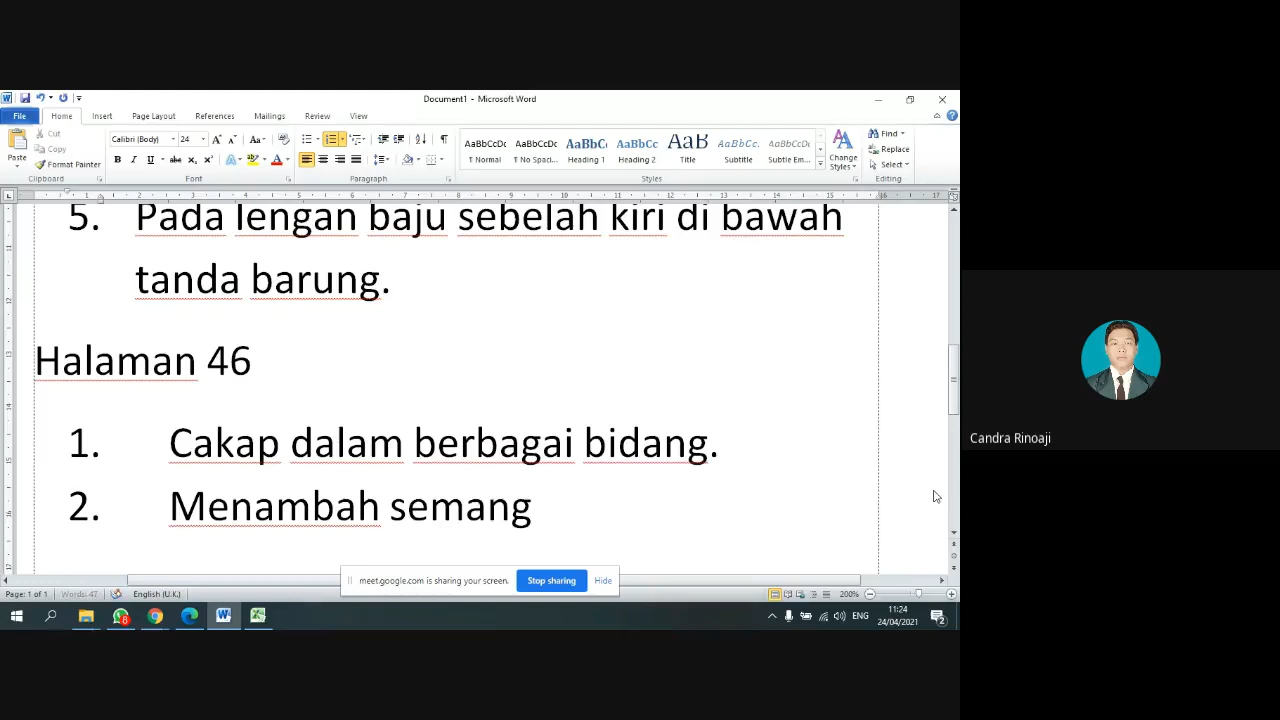 Document1 - Microsoft Word
File Home Insert Page Layout References Mailings Review View
Cut
Copy
Format Painter
Paste
Calibri (Body) 24
AaBbCcDc AaBbCcDc AaBbCc AaBbCc AaB AaBbCc. AaBbCcDc
¶ Normal ¶ No Spac... Heading 1 Heading 2 Title Subtitle Subtle Em...
Change
Styles
Find
Replace
Select
Clipboard Font Paragraph Styles Editing
5. Pada lengan baju sebelah kiri di bawah
tanda barung.
Halaman 46
1. Cakap dalam berbagai bidang.
2. Menambah semang
meet.google.com is sharing your screen. Stop sharing Hide
Page: 1 of 1 Words: 47 English (U.K.) 200%
ENG 11:24
24/04/2021
Candra Rinoaji